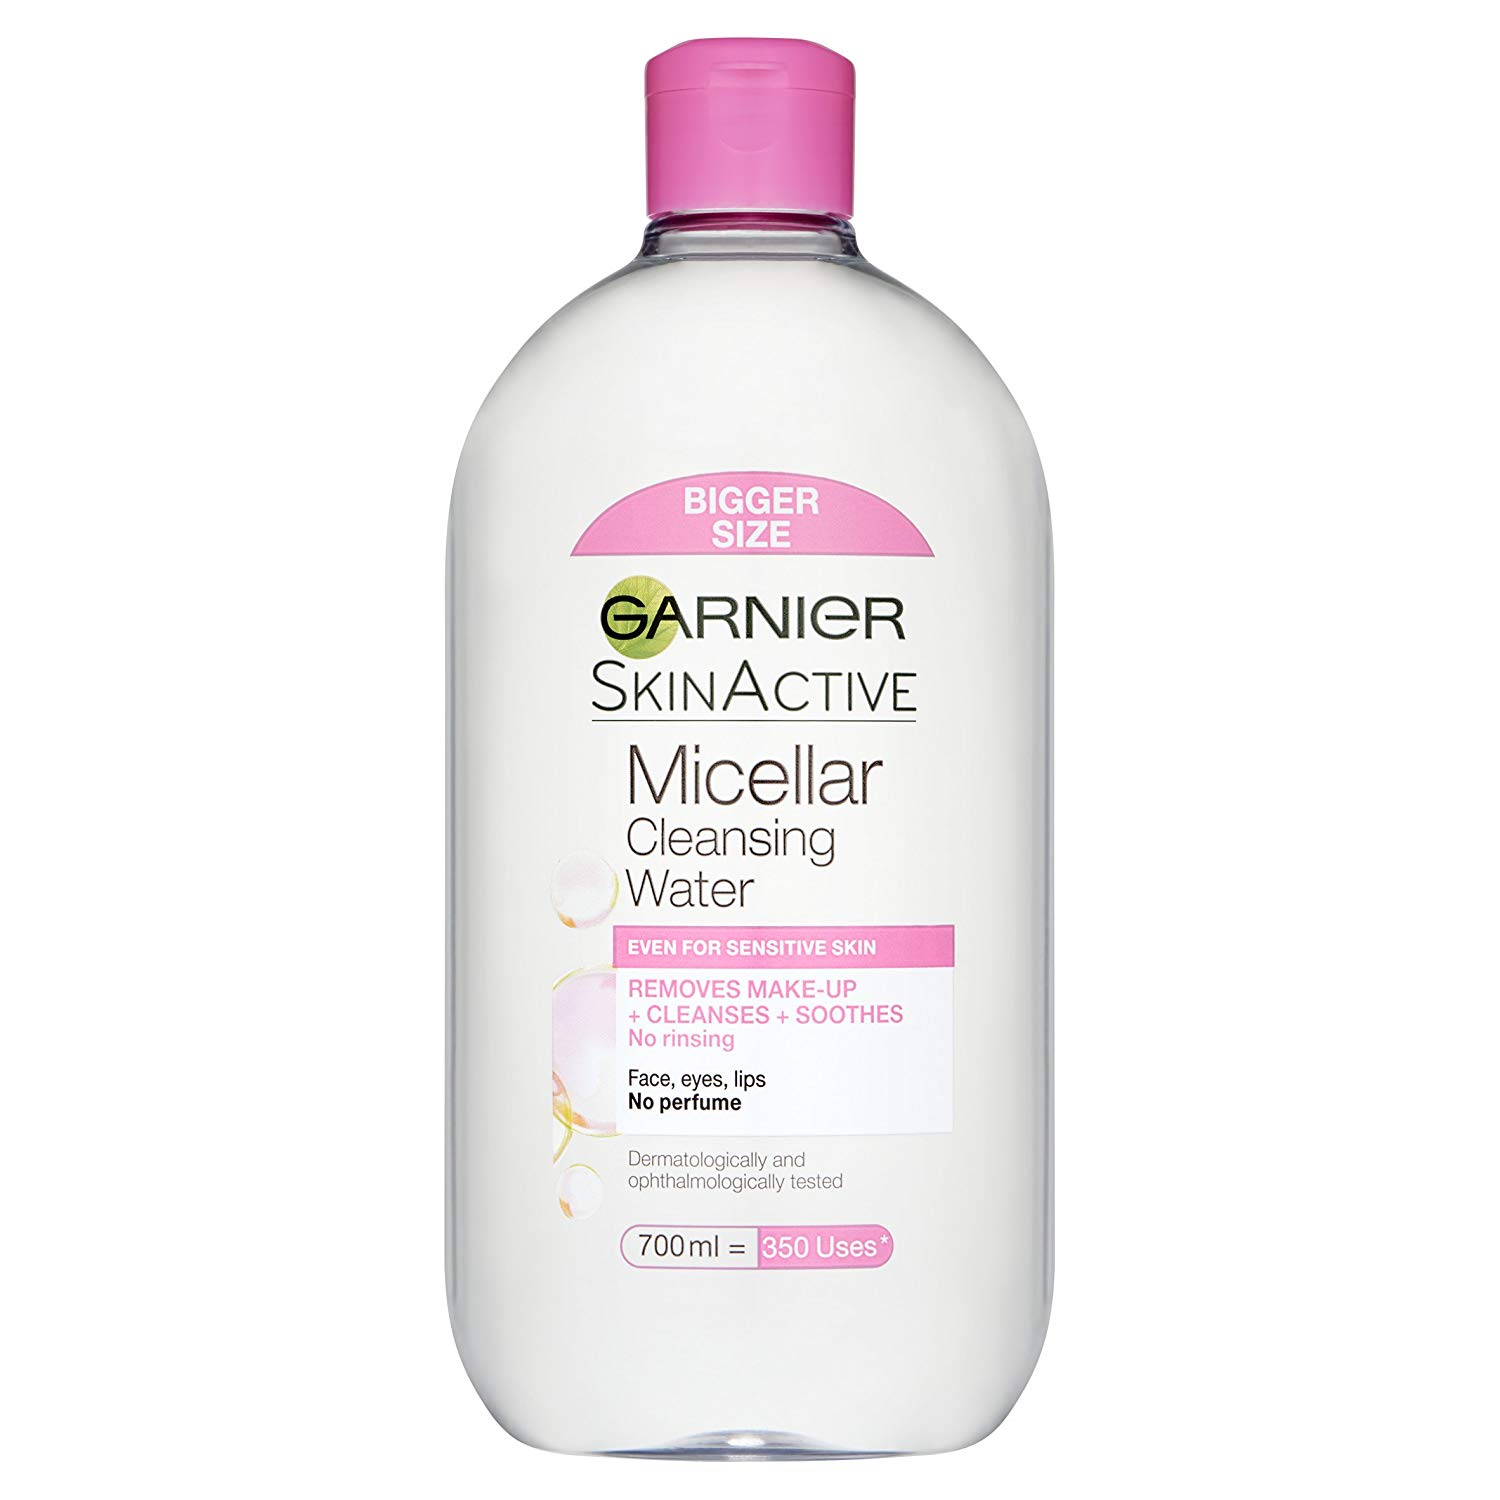 BIGGER
SIZE
GARNIER
SKINACTIVE
Micellar
Cleansing
Water
EVEN FOR SENSITIVE SKIN
REMOVES MAKE-UP
+ CLEANSES + SOOTHES
No rinsing
Face, eyes, lips
No perfume
Dermatologically and
ophthalmologically tested
700ml = 350 Uses*